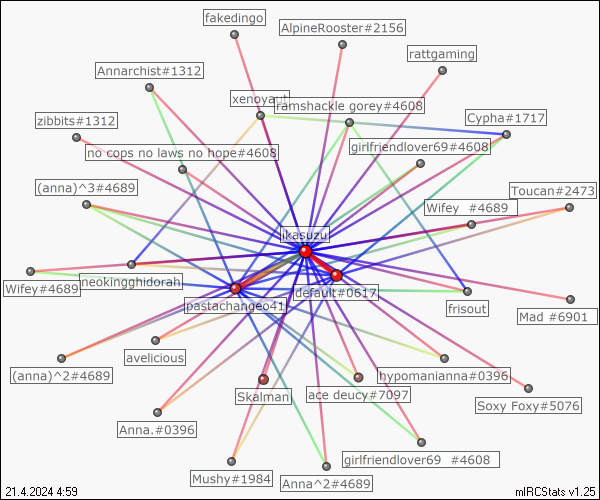 fakedingo
AlpineRooster#2156
rattgaming
Annarchist#1312
xenoyaut
ramshackle gorey#4608
Cypha#1717
zibbits#1312
no cops no laws no hope#4608
girlfriendlover69#4608
(anna)^3#4689
Toucan#2473
Wifey #4689
ikasuzu
Wifey#4689
neokingghidorah
default#0617
pastachangeo41
frisout
Mad #6901
avelicious
(anna)^2#4689
hypomanianna#0396
Skalman
ace deucy#7097
Soxy Foxy#5076
Anna.#0396
girlfriendlover69 #4608
Mushy#1984
Anna^2#4689
21.4.2024 4:59
mIRCStats v1.25